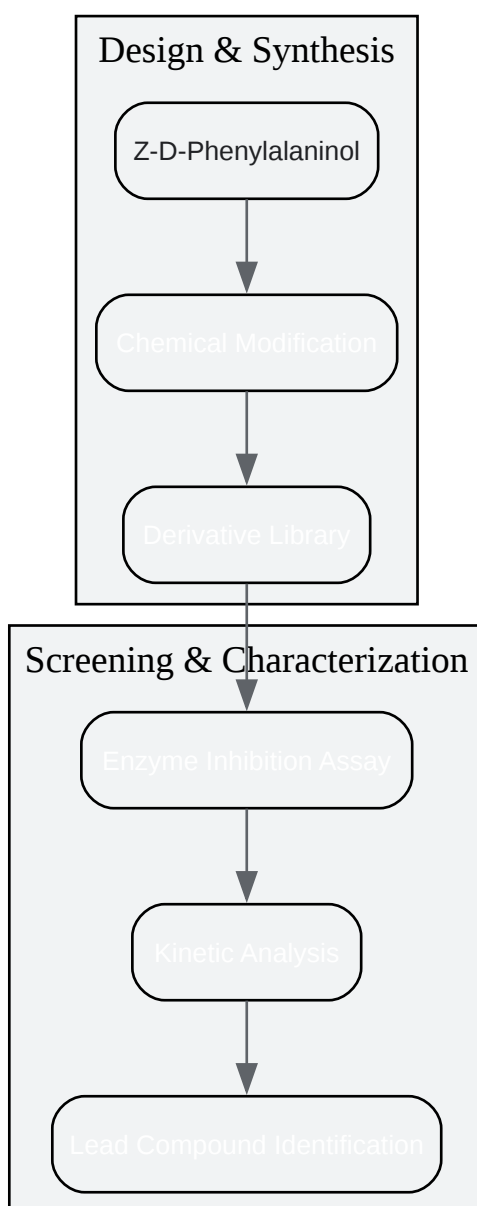 Design & Synthesis
Z-D-Phenylalaninol
Chemical Modification
Derivative Library
Screening & Characterization
Enzyme Inhibition Assay
Kinetic Analysis
Lead Compound Identification